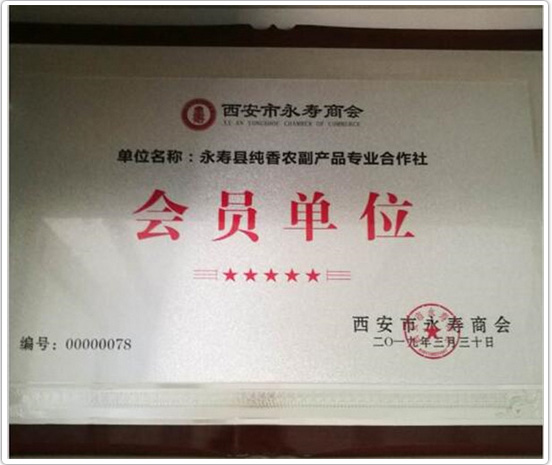 西安市永寿商会
XI AN YONGSHOU CHAMBER OF COMMERCE
单位名称：永寿县纯香农副产品专业合作社
会员单位
★★★★★
西安市永寿商会
二〇一九年三月三十日
编号：00000078